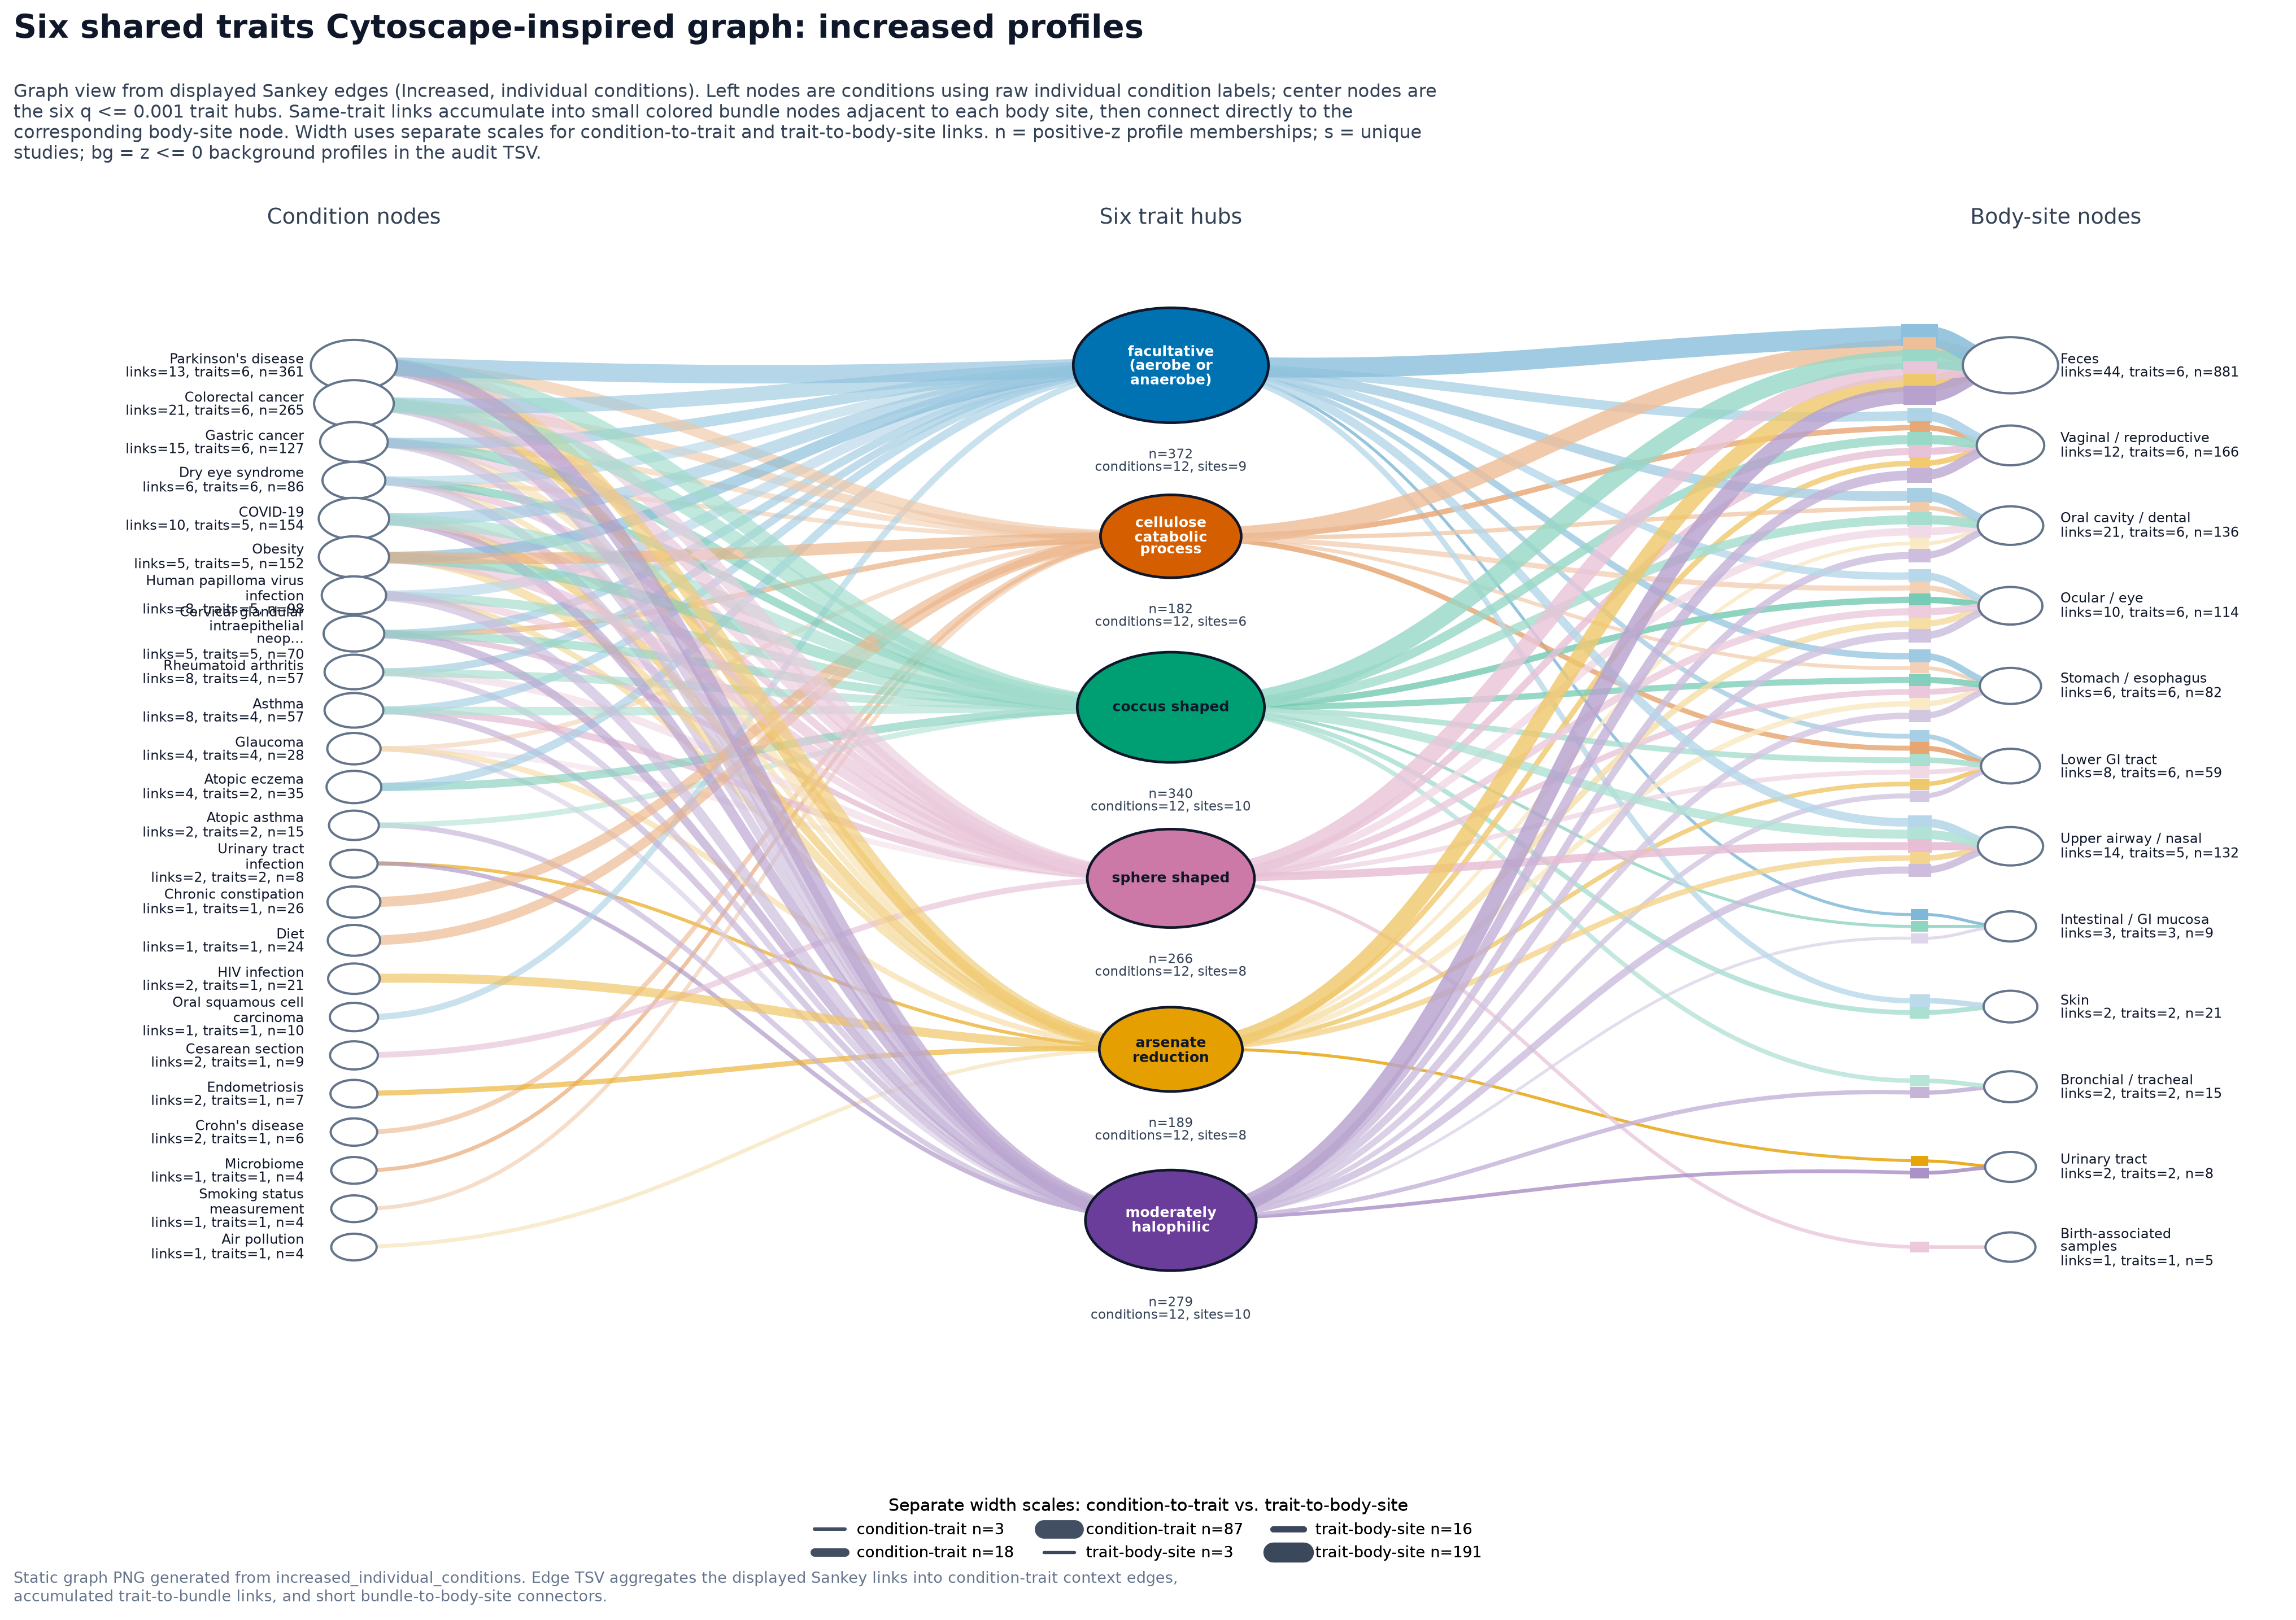 Six shared traits Cytoscape-inspired graph: increased profiles
Graph view from displayed Sankey edges (Increased, individual conditions). Left nodes are conditions using raw individual condition labels; center nodes are
the six q <= 0.001 trait hubs. Same-trait links accumulate into small colored bundle nodes adjacent to each body site, then connect directly to the
corresponding body-site node. Width uses separate scales for condition-to-trait and trait-to-body-site links. n = positive-z profile memberships; s = unique
studies; bg = z <= 0 background profiles in the audit TSV.
Condition nodes
Six trait hubs
Body-site nodes
Parkinson's disease
links=13, traits=6, n=361
Colorectal cancer
links=21, traits=6, n=265
Gastric cancer
links=15, traits=6, n=127
Dry eye syndrome
links=6, traits=6, n=86
COVID-19
links=10, traits=5, n=154
Obesity
links=5, traits=5, n=152
Human papilloma virus
infection
links=8, traits=5, n=98
Cervical glandular
intraepithelial
neop...
links=5, traits=5, n=70
Rheumatoid arthritis
links=8, traits=4, n=57
Asthma
links=8, traits=4, n=57
Glaucoma
links=4, traits=4, n=28
Atopic eczema
links=4, traits=2, n=35
Atopic asthma
links=2, traits=2, n=15
Urinary tract
infection
links=2, traits=2, n=8
Chronic constipation
links=1, traits=1, n=26
Diet
links=1, traits=1, n=24
HIV infection
links=2, traits=1, n=21
Oral squamous cell
carcinoma
links=1, traits=1, n=10
Cesarean section
links=2, traits=1, n=9
Endometriosis
links=2, traits=1, n=7
Crohn's disease
links=2, traits=1, n=6
Microbiome
links=1, traits=1, n=4
Smoking status
measurement
links=1, traits=1, n=4
Air pollution
links=1, traits=1, n=4
facultative
(aerobe or
anaerobe)
n=372
conditions=12, sites=9
cellulose
catabolic
process
n=182
conditions=12, sites=6
coccus shaped
n=340
conditions=12, sites=10
sphere shaped
n=266
conditions=12, sites=8
arsenate
reduction
n=189
conditions=12, sites=8
moderately
halophilic
n=279
conditions=12, sites=10
Feces
links=44, traits=6, n=881
Vaginal / reproductive
links=12, traits=6, n=166
Oral cavity / dental
links=21, traits=6, n=136
Ocular / eye
links=10, traits=6, n=114
Stomach / esophagus
links=6, traits=6, n=82
Lower GI tract
links=8, traits=6, n=59
Upper airway / nasal
links=14, traits=5, n=132
Intestinal / GI mucosa
links=3, traits=3, n=9
Skin
links=2, traits=2, n=21
Bronchial / tracheal
links=2, traits=2, n=15
Urinary tract
links=2, traits=2, n=8
Birth-associated
samples
links=1, traits=1, n=5
Separate width scales: condition-to-trait vs. trait-to-body-site
condition-trait n=3
condition-trait n=87
trait-body-site n=16
condition-trait n=18
trait-body-site n=3
trait-body-site n=191
Static graph PNG generated from increased_individual_conditions. Edge TSV aggregates the displayed Sankey links into condition-trait context edges,
accumulated trait-to-bundle links, and short bundle-to-body-site connectors.